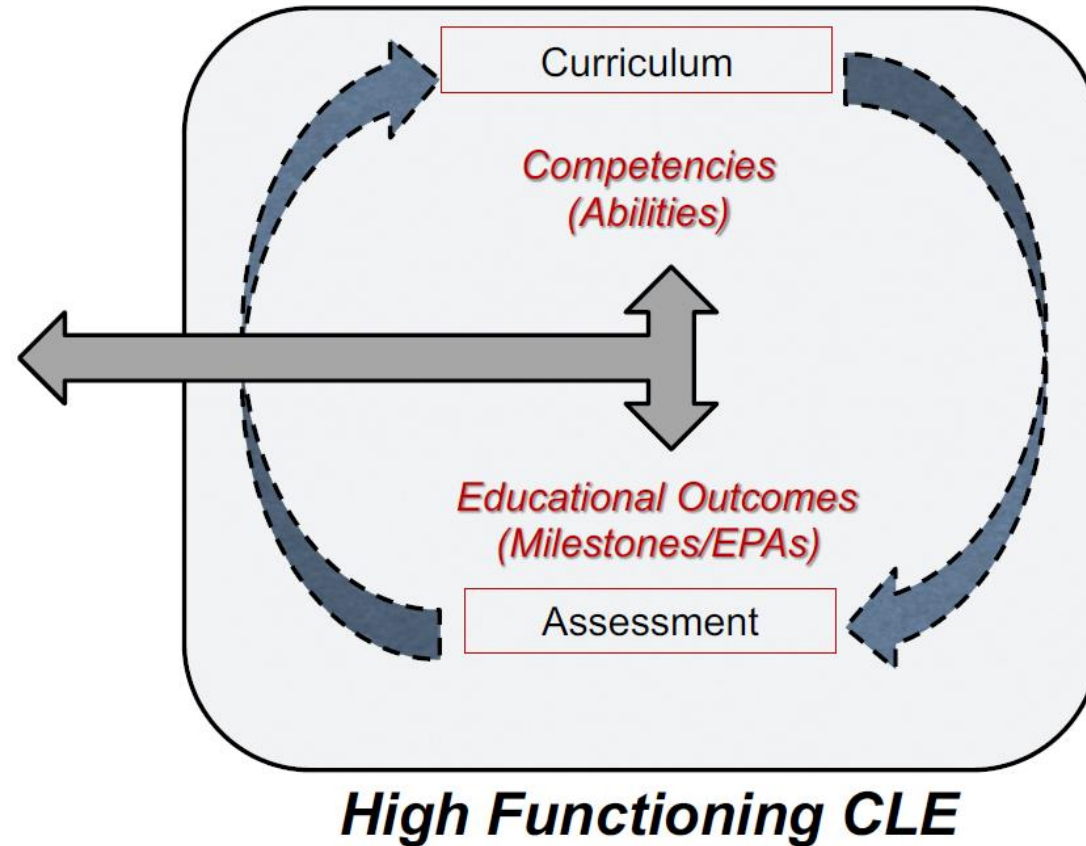 Curriculum
Competencies
(Abilities)
Educational Outcomes
(Milestones/EPAs)
Assessment
High Functioning CLE